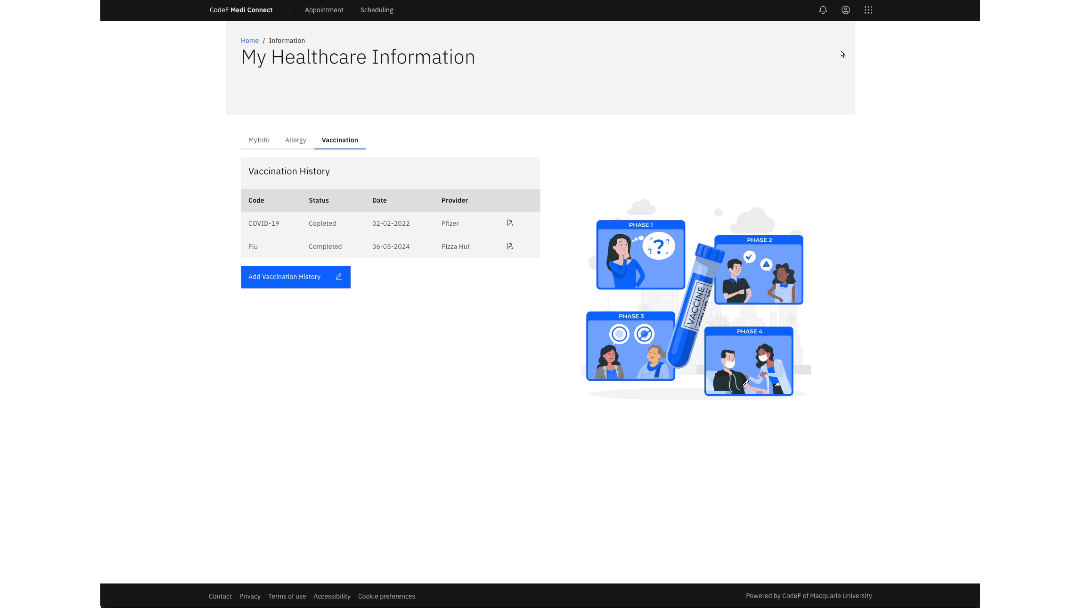 CodeF Medi Connect Appointment Scheduling
Home / Information
My Healthcare Information
MyInfo Allergy Vaccination
Vaccination History
Code Status Date Provider
COVID-19 Copleted 02-02-2022 Pfizer
Flu Completed 06-05-2024 Pizza Hut
Add Vaccination History
PHASE 1
?
PHASE 2
VACCINE
PHASE 3
PHASE 4
Contact Privacy Terms of use Accessibility Cookie preferences Powered by CodeF of Macquarie University